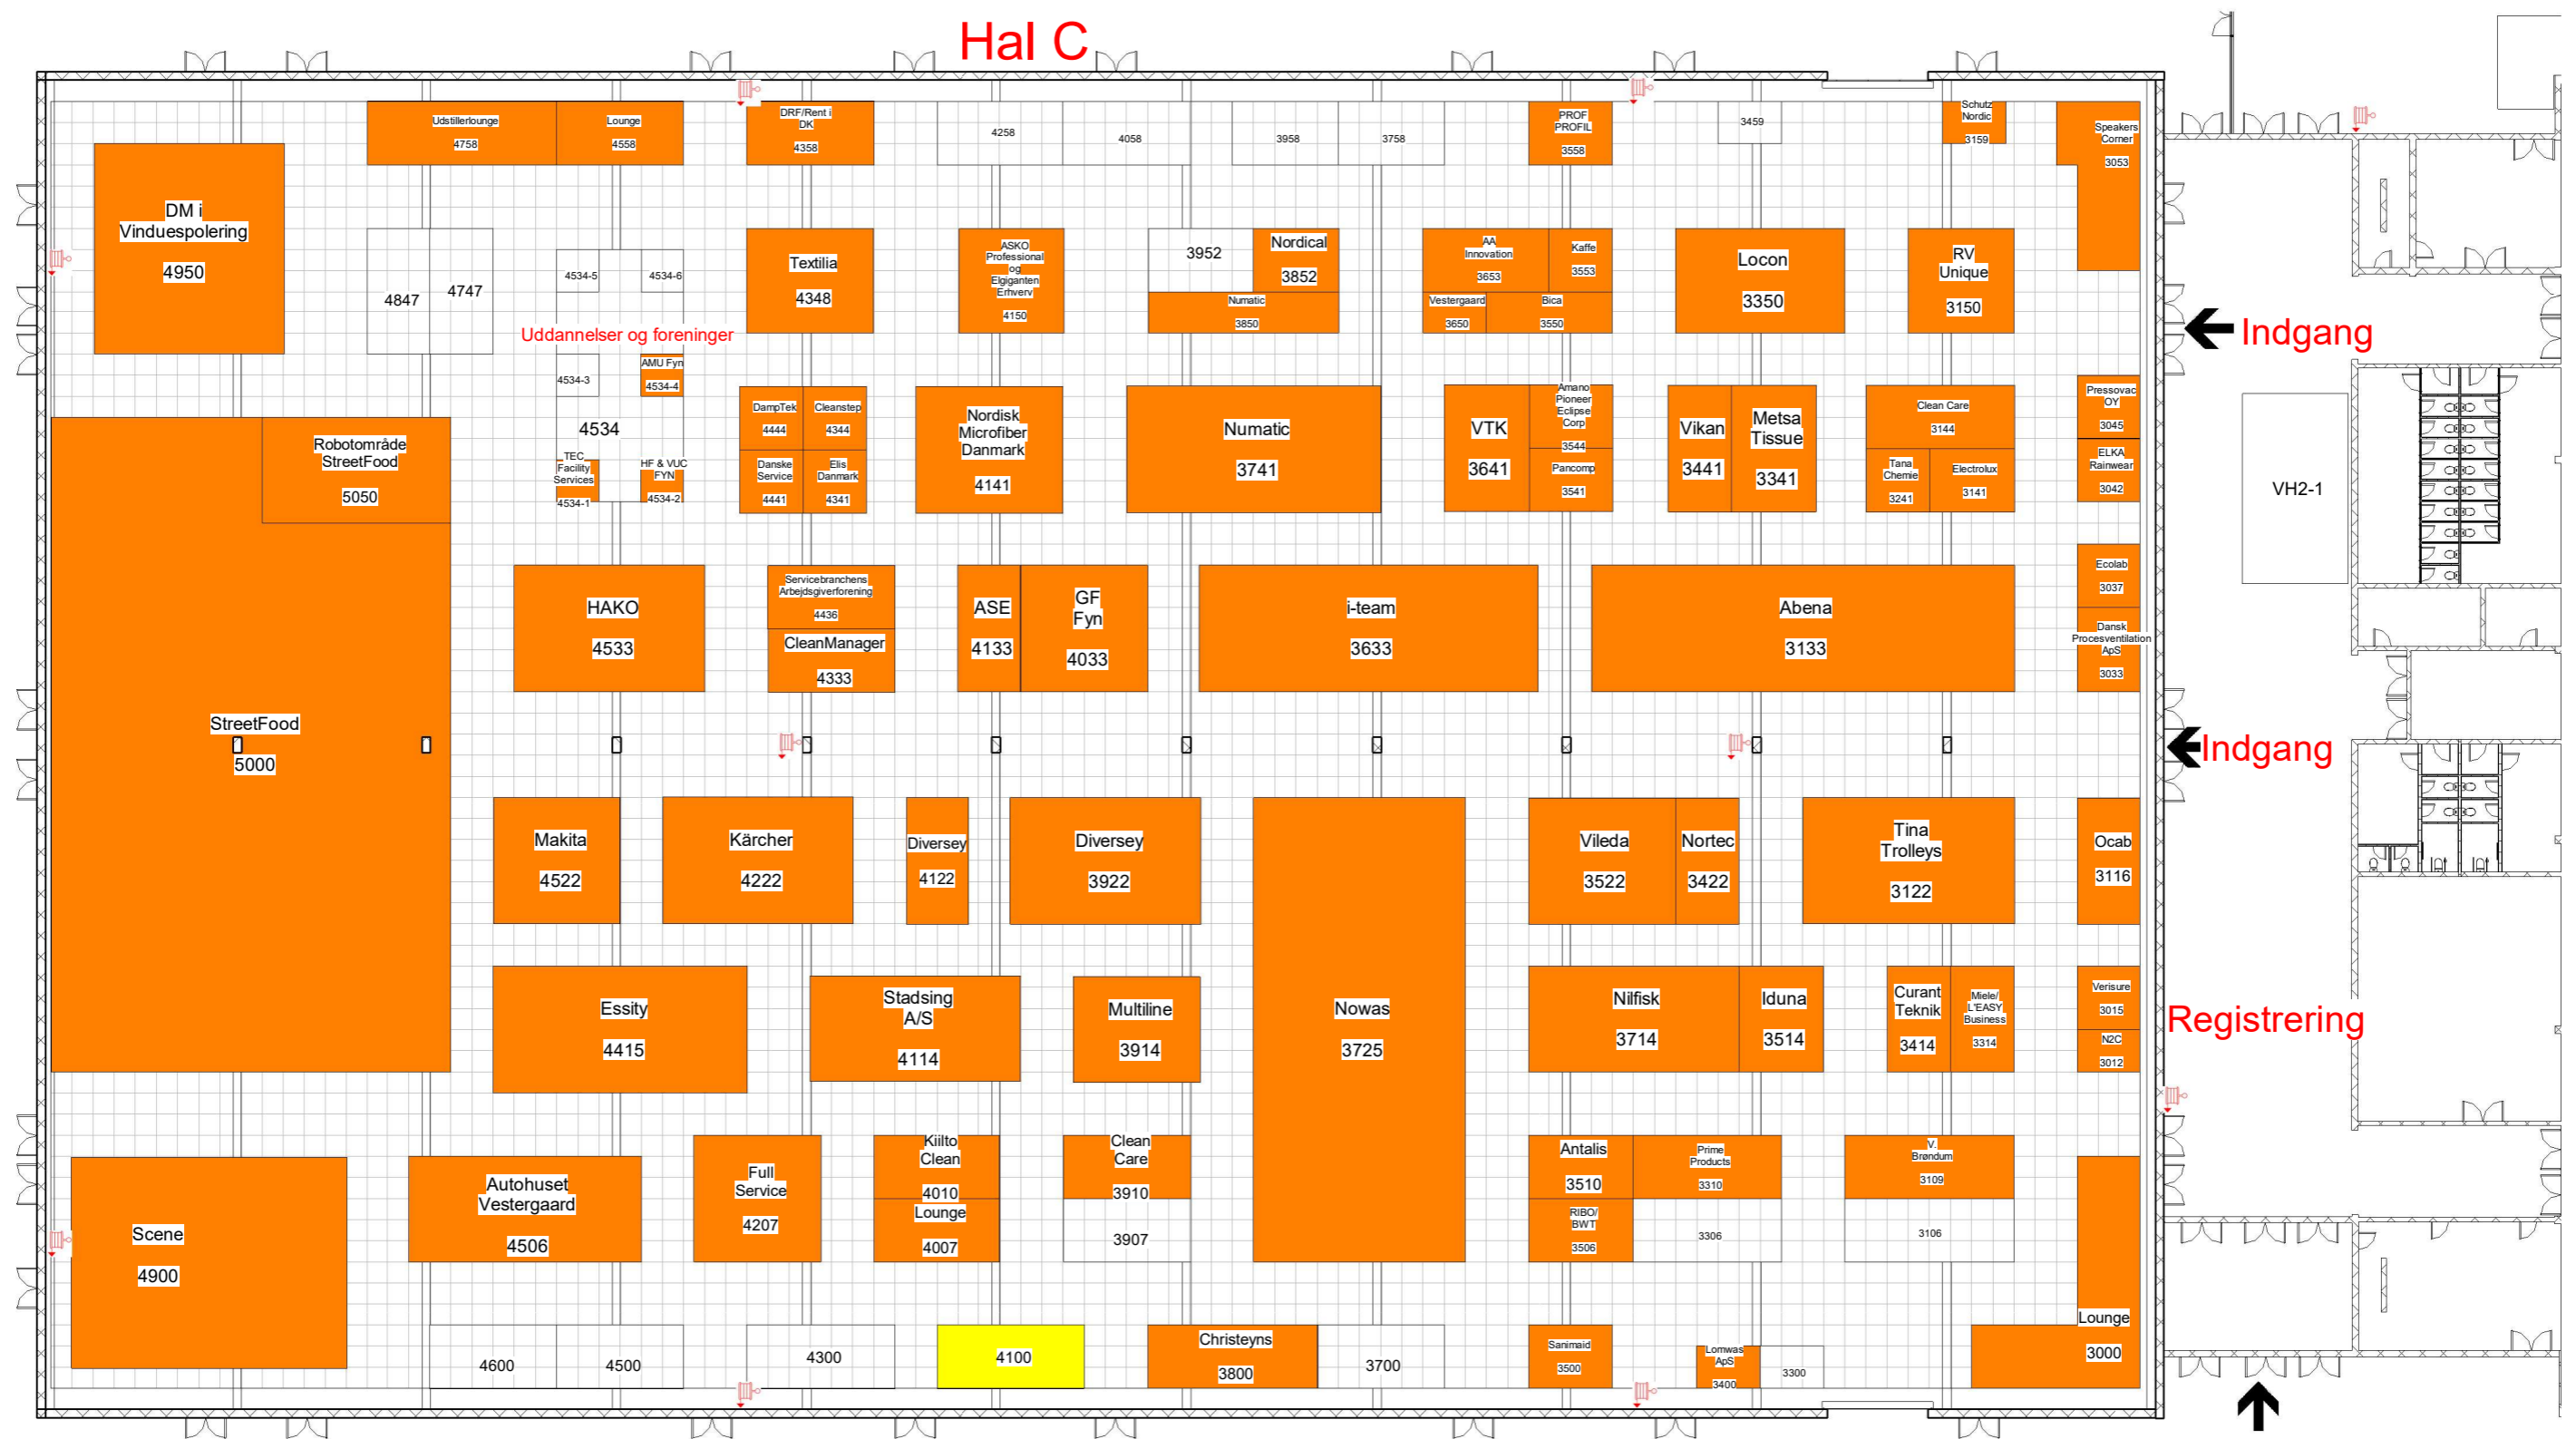 Hal C
Udstillerlounge
4758
Lounge
4558
DRF/Rent i
DK
4358
4258
4058
3958
3758
PROF
PROFIL
3558
3459
Schutz
Nordic
3159
Speakers
Corner
3053
DM i
Vinduespolering
4950
4847
4747
4534-5
4534-6
Textilia
4348
ASKO
Professional
og
Elgiganten
Erhverv
4150
3952
Nordical
3852
Numatic
3850
AA
Innovation
3653
Kaffe
3553
Vestergaard
3650
Bica
3550
Locon
3350
RV
Unique
3150
Indgang
Uddannelser og foreninger
4534-3
AMU Fyn
4534-4
4534
TEC
Facility
Services
4534-1
HF & VUC
FYN
4534-2
DampTek
4444
Cleanstep
4344
Danske
Service
4441
Elis
Danmark
4341
Nordisk
Microfiber
Danmark
4141
Numatic
3741
VTK
3641
Amano
Pioneer
Eclipse
Corp
3544
Pancomp
3541
Vikan
3441
Metsa
Tissue
3341
Clean Care
3144
Tana
Chemie
3241
Electrolux
3141
Pressovac
OY
3045
ELKA
Rainwear
3042
VH2-1
Robotområde
StreetFood
5050
HAKO
4533
Servicebranchens
Arbejdsgiverforening
4436
CleanManager
4333
ASE
4133
GF
Fyn
4033
i-team
3633
Abena
3133
Ecolab
3037
Dansk
Procesventilation
ApS
3033
StreetFood
5000
Indgang
Makita
4522
Kärcher
4222
Diversey
4122
Diversey
3922
Nowas
3725
Vileda
3522
Nortec
3422
Tina
Trolleys
3122
Ocab
3116
Essity
4415
Stadsing
A/S
4114
Multiline
3914
Nilfisk
3714
Iduna
3514
Curant
Teknik
3414
Miele/
L'EASY
Business
3314
Verisure
3015
N2C
3012
Registrering
Scene
4900
Autohuset
Vestergaard
4506
Full
Service
4207
Kiilto
Clean
4010
Lounge
4007
Clean
Care
3910
3907
Antalis
3510
Prime
Products
3310
RIBO/
BWT
3506
3306
V.
Brøndum
3109
3106
4600
4500
4300
4100
Christeyns
3800
3700
Sanimaid
3500
Lomwas
ApS
3400
3300
Lounge
3000